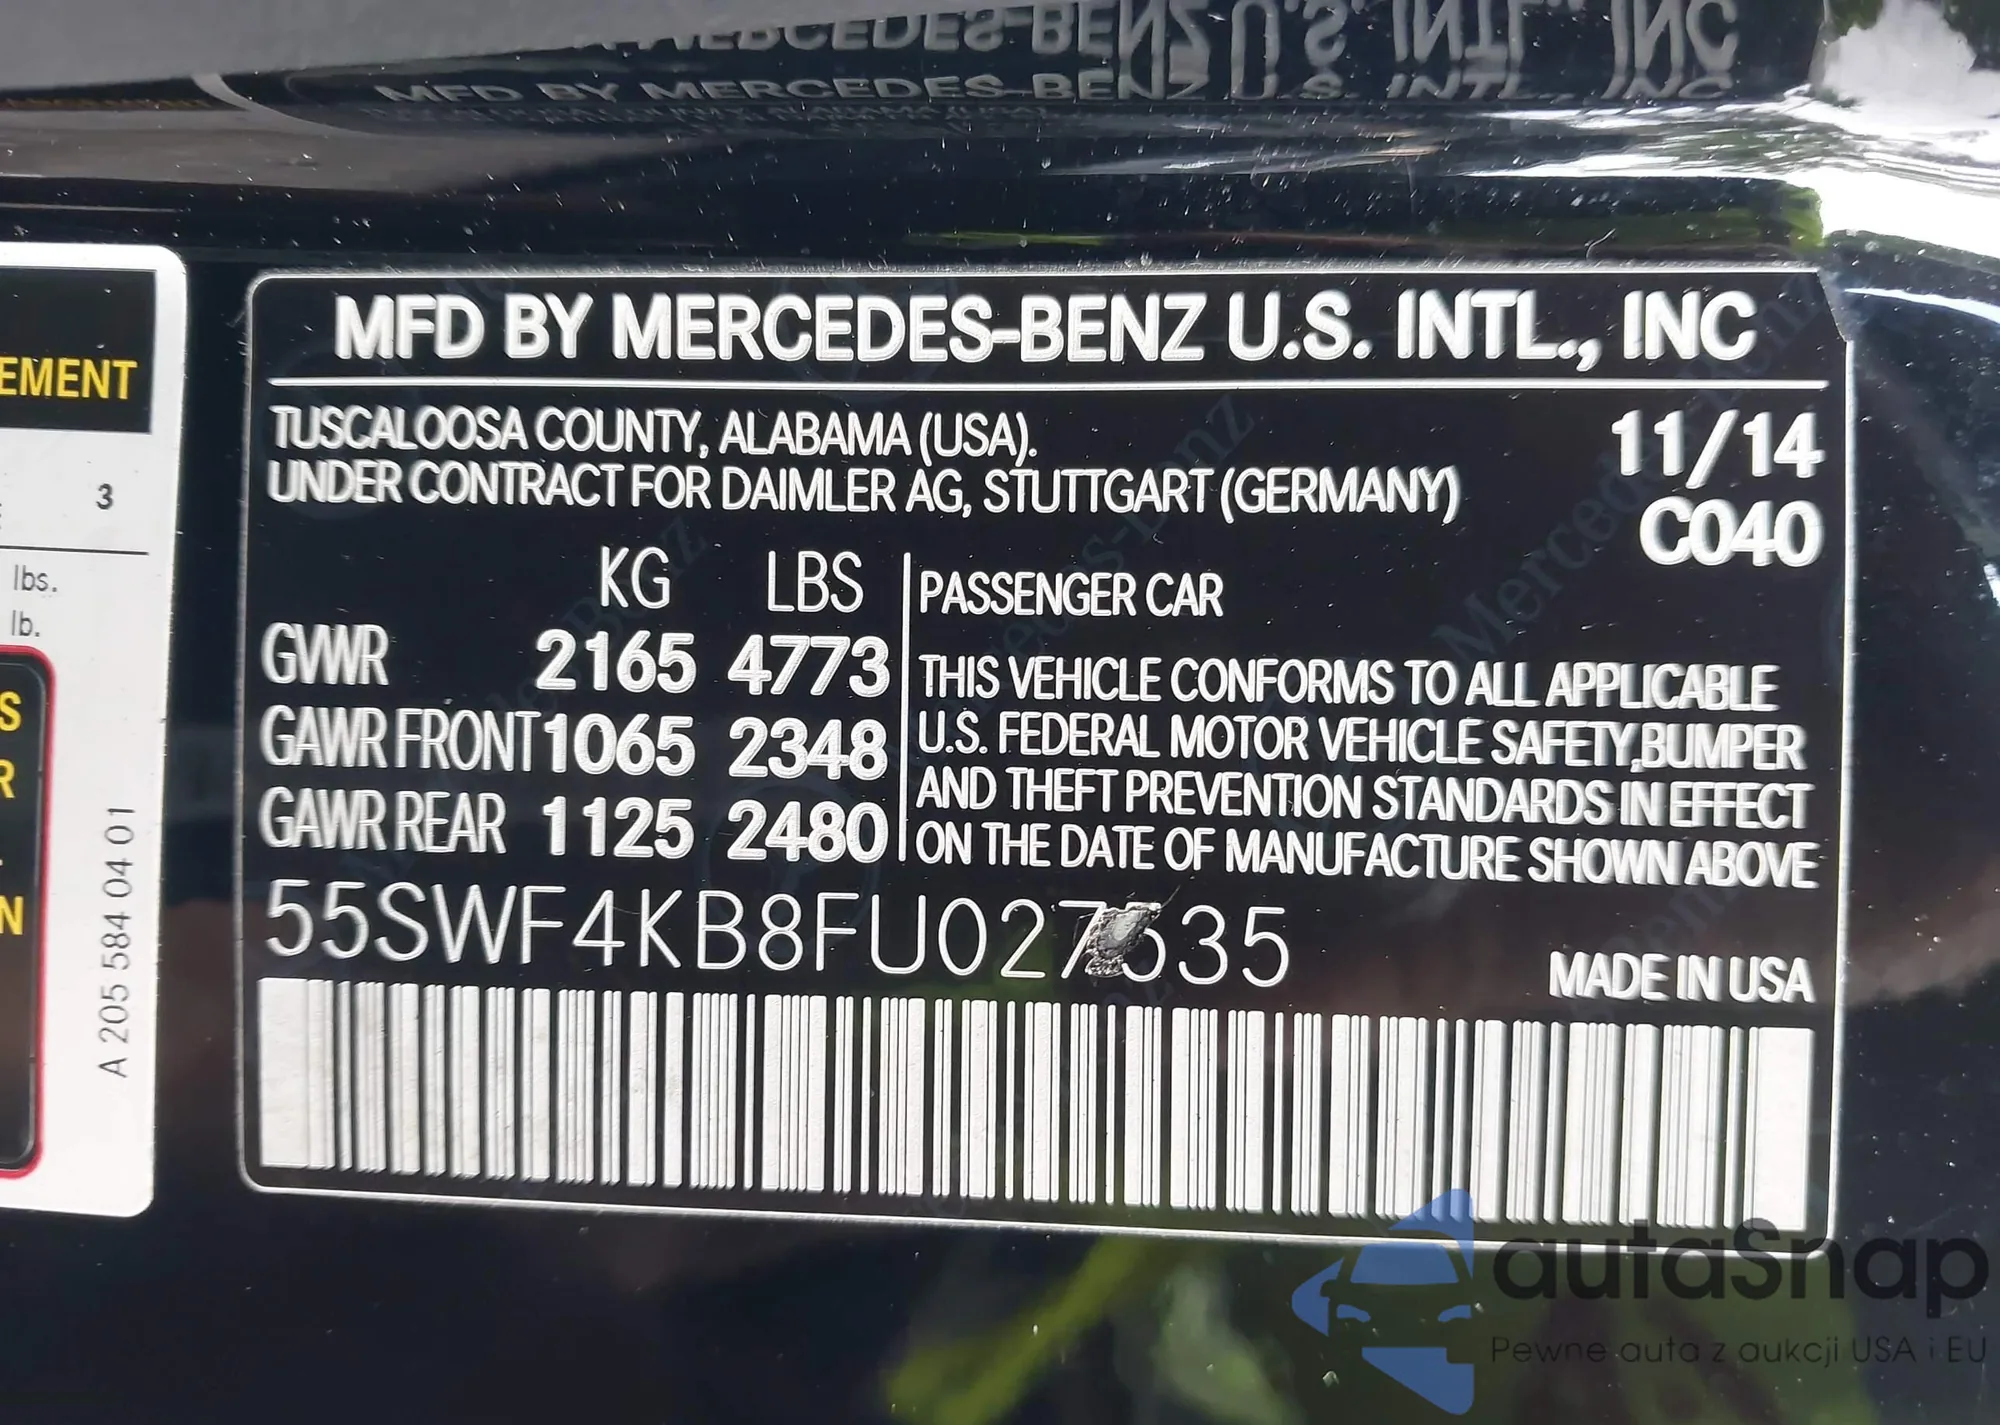 MFD BY MERCEDES-BENZ U.S. INTL., INC
TUSCALOOSA COUNTY, ALABAMA (USA).
UNDER CONTRACT FOR DAIMLER AG, STUTTGART (GERMANY)
11/14
C040
KG LBS
GVWR 2165 4773
GAWR FRONT 1065 2348
GAWR REAR 1125 2480
PASSENGER CAR
THIS VEHICLE CONFORMS TO ALL APPLICABLE
U.S. FEDERAL MOTOR VEHICLE SAFETY,BUMPER
AND THEFT PREVENTION STANDARDS IN EFFECT
ON THE DATE OF MANUFACTURE SHOWN ABOVE
MADE IN USA
EMENT
3
lbs.
lb.
S
R
N
A 205 584 04 01
autaSnap
Pewne auta z aukcji USA i EU